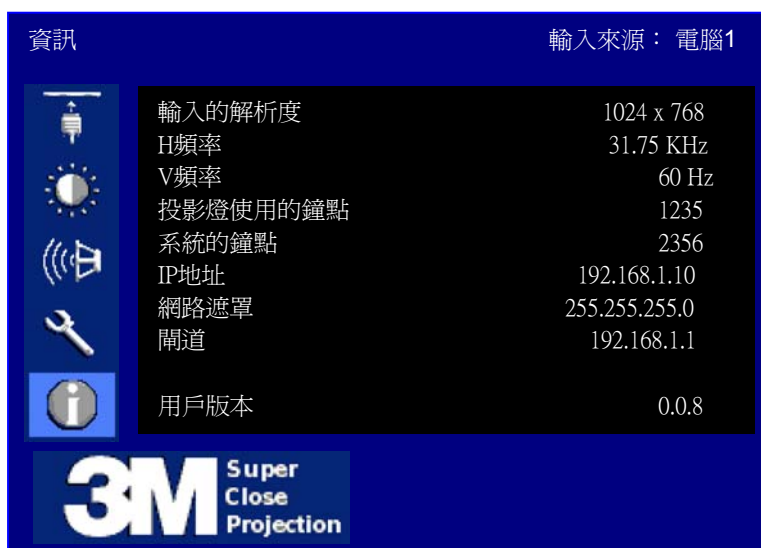 資訊
輸入來源： 電腦1
輸入的解析度 1024 x 768
H頻率 31.75 KHz
V頻率 60 Hz
投影燈使用的鐘點 1235
系統的鐘點 2356
IP地址 192.168.1.10
網路遮罩 255.255.255.0
閘道 192.168.1.1
用戶版本 0.0.8
3M
Super
Close
Projection